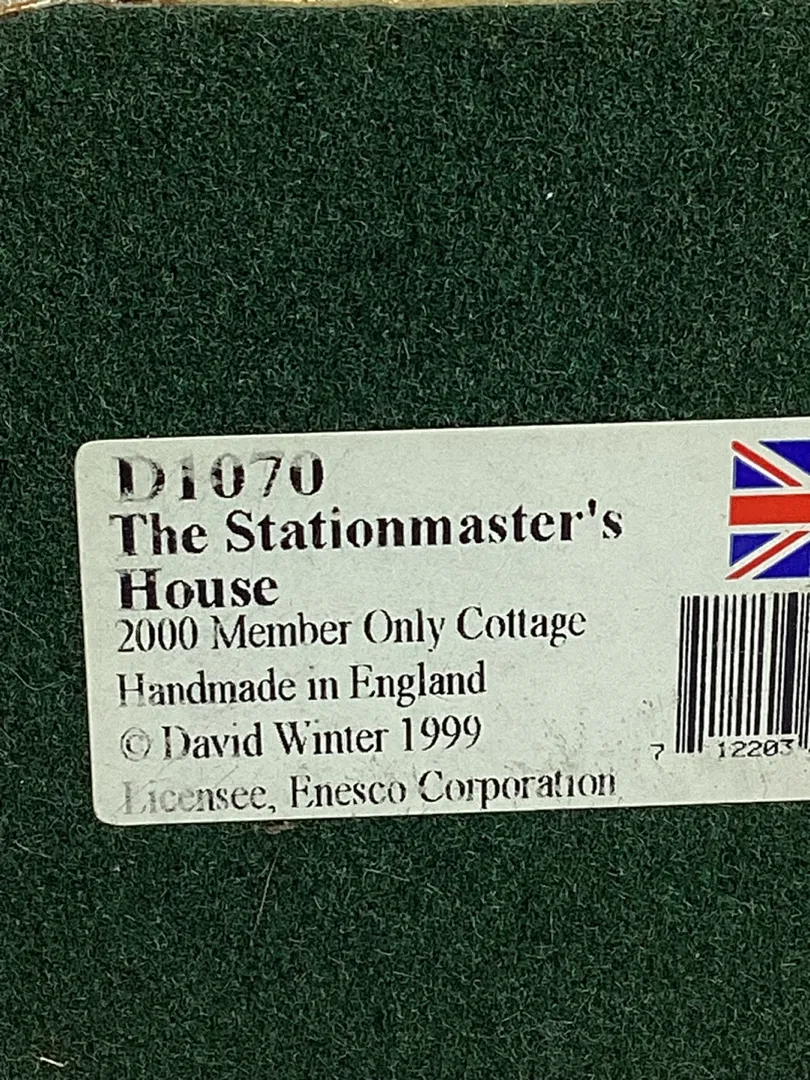 D1070
The Stationmaster's
House
2000 Member Only Cottage
Handmade in England
© David Winter 1999
Licensee, Enesco Corporation
7 12203